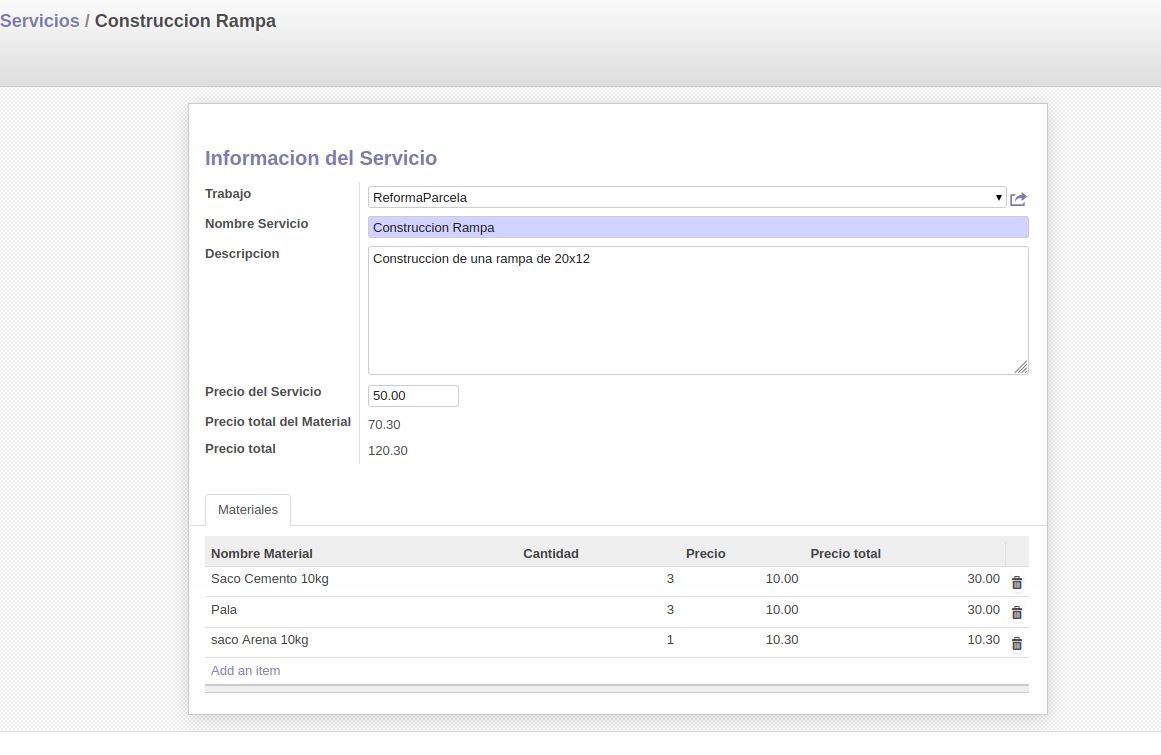 Servicios / Construccion Rampa
Informacion del Servicio
Trabajo ReformaParcela
Nombre Servicio Construccion Rampa
Descripcion Construccion de una rampa de 20x12
Precio del Servicio 50.00
Precio total del Material 70.30
Precio total 120.30
Materiales
Nombre Material Cantidad Precio Precio total
Saco Cemento 10kg 3 10.00 30.00
Pala 3 10.00 30.00
saco Arena 10kg 1 10.30 10.30
Add an item